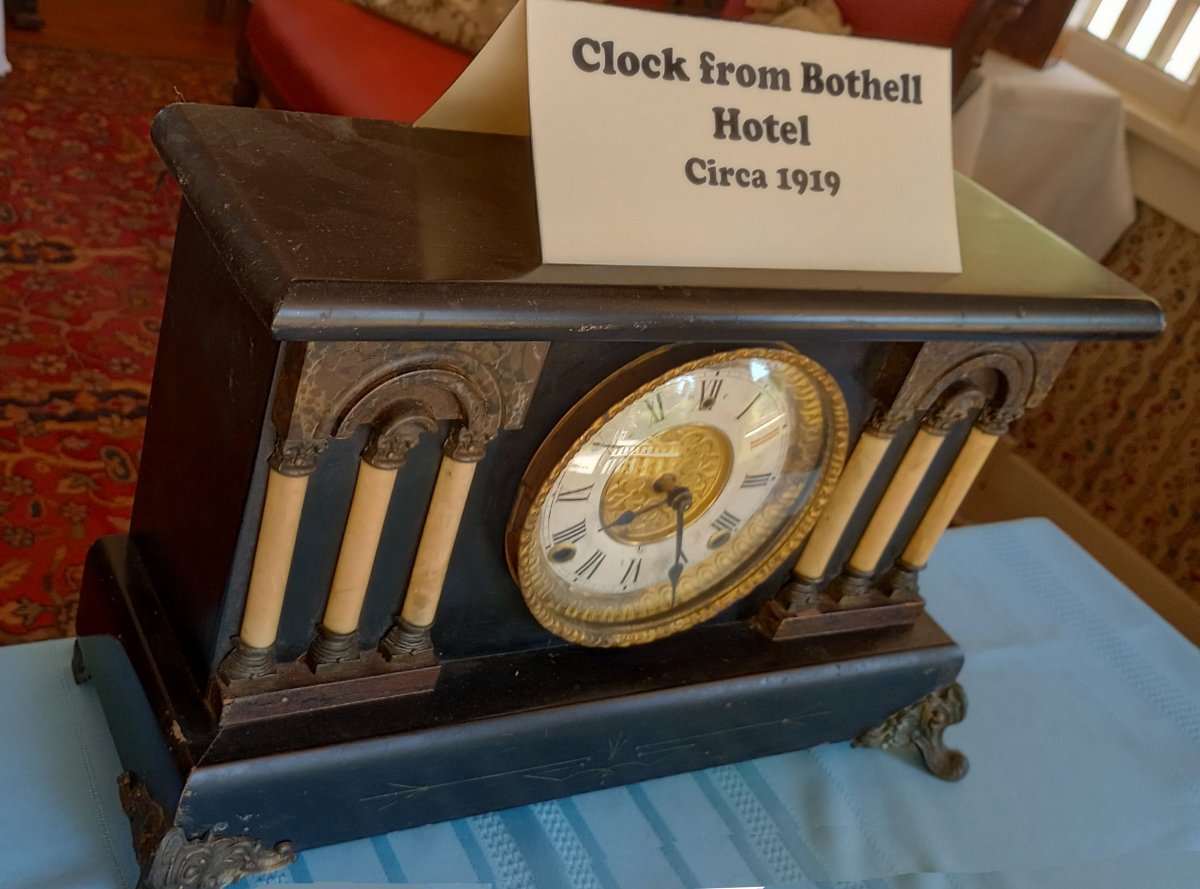 Clock from Bothell
Hotel
Circa 1919